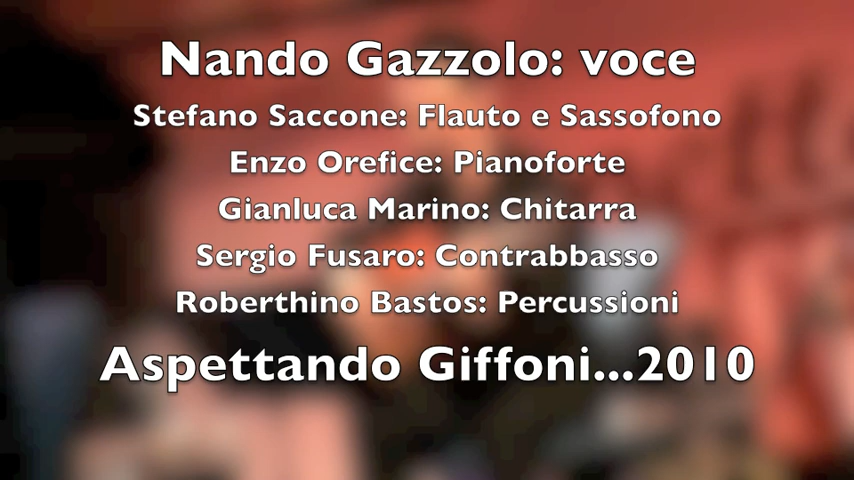 Nando Gazzolo: voce
Stefano Saccone: Flauto e Sassofono
Enzo Orefice: Pianoforte
Gianluca Marino: Chitarra
Sergio Fusaro: Contrabbasso
Roberthino Bastos: Percussioni
Aspettando Giffoni...2010